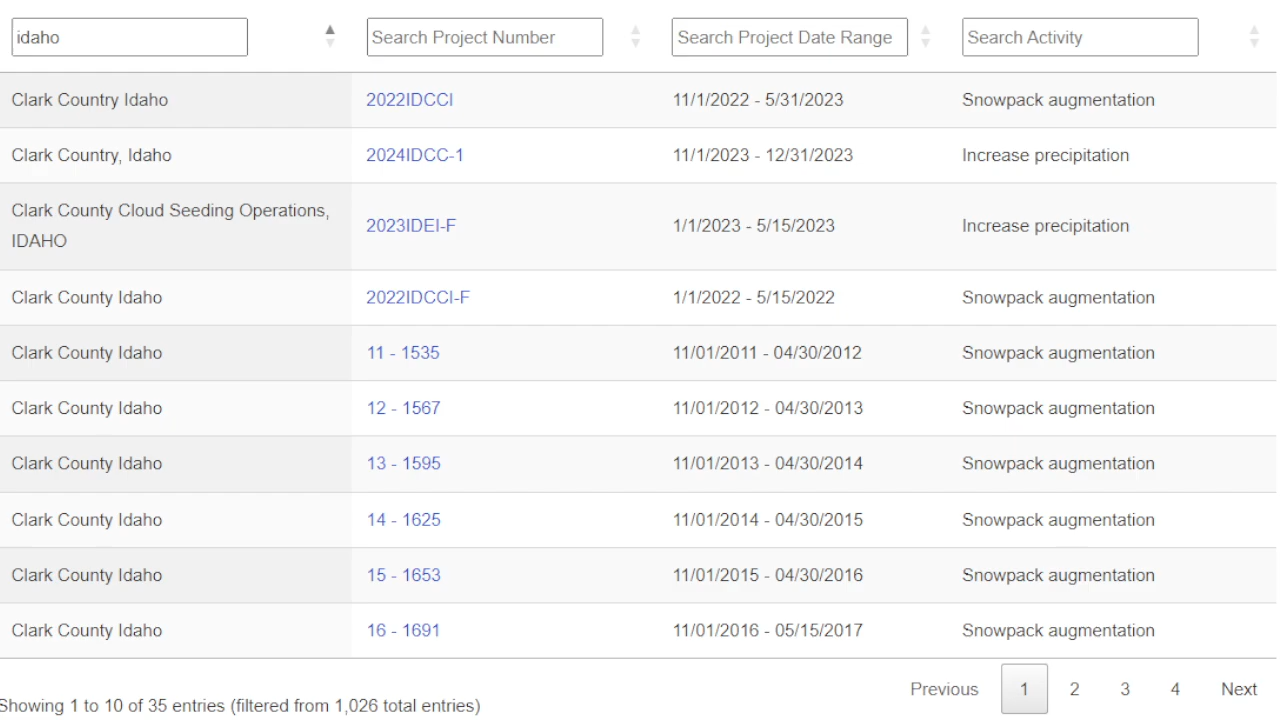 idaho Search Project Number Search Project Date Range Search Activity
Clark Country Idaho 2022IDCCI 11/1/2022 - 5/31/2023 Snowpack augmentation
Clark Country, Idaho 2024IDCC-1 11/1/2023 - 12/31/2023 Increase precipitation
Clark County Cloud Seeding Operations,
IDAHO 2023IDEI-F 1/1/2023 - 5/15/2023 Increase precipitation
Clark County Idaho 2022IDCCI-F 1/1/2022 - 5/15/2022 Snowpack augmentation
Clark County Idaho 11 - 1535 11/01/2011 - 04/30/2012 Snowpack augmentation
Clark County Idaho 12 - 1567 11/01/2012 - 04/30/2013 Snowpack augmentation
Clark County Idaho 13 - 1595 11/01/2013 - 04/30/2014 Snowpack augmentation
Clark County Idaho 14 - 1625 11/01/2014 - 04/30/2015 Snowpack augmentation
Clark County Idaho 15 - 1653 11/01/2015 - 04/30/2016 Snowpack augmentation
Clark County Idaho 16 - 1691 11/01/2016 - 05/15/2017 Snowpack augmentation
Previous 1 2 3 4 Next
Showing 1 to 10 of 35 entries (filtered from 1,026 total entries)